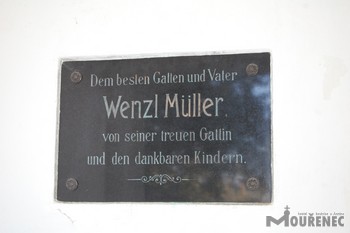 Dem besten Gatten und Vater
Wenzl Müller.
von seiner treuen Gattin
und den dankbaren Kindern.
MOURENEC